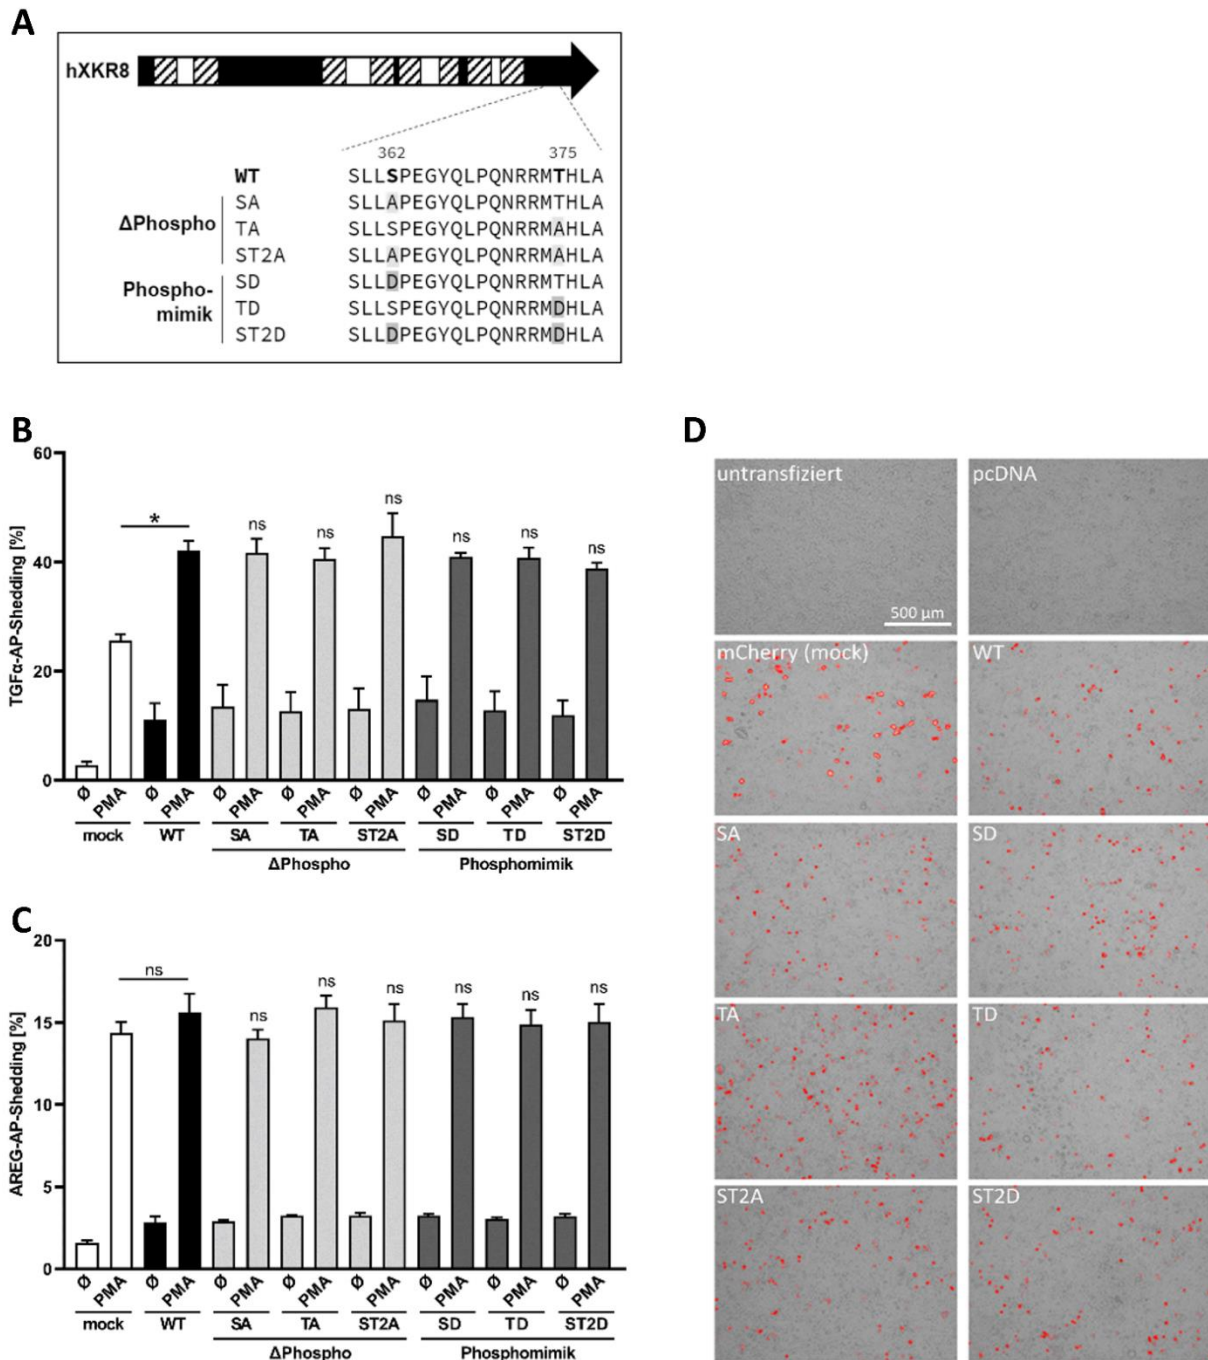 A
hXKR8
362 375
WT SLLSPEGYQLPQNRRMTHLA
SA SLLAPEGYQLPQNRRMTHLA
ΔPhospho TA SLLSPEGYQLPQNRRMAHLA
ST2A SLLAPEGYQLPQNRRMAHLA
SD SLLDPEGYQLPQNRRMTHLA
Phospho-
mimik
TD SLLSPEGYQLPQNRRMDHLA
ST2D SLLDPEGYQLPQNRRMDHLA
B
TGFα-AP-Shedding [%]
60
40
20
0
* ns ns ns ns ns ns
Ø PMA Ø PMA Ø PMA Ø PMA Ø PMA Ø PMA Ø PMA Ø PMA
mock WT SA TA ST2A SD TD ST2D
ΔPhospho Phosphomimik
C
AREG-AP-Shedding [%]
20
15
10
5
0
ns ns ns ns ns ns ns
Ø PMA Ø PMA Ø PMA Ø PMA Ø PMA Ø PMA Ø PMA Ø PMA
mock WT SA TA ST2A SD TD ST2D
ΔPhospho Phosphomimik
D
untransfiziert pcDNA
500 µm
mCherry (mock) WT
SA SD
TA TD
ST2A ST2D